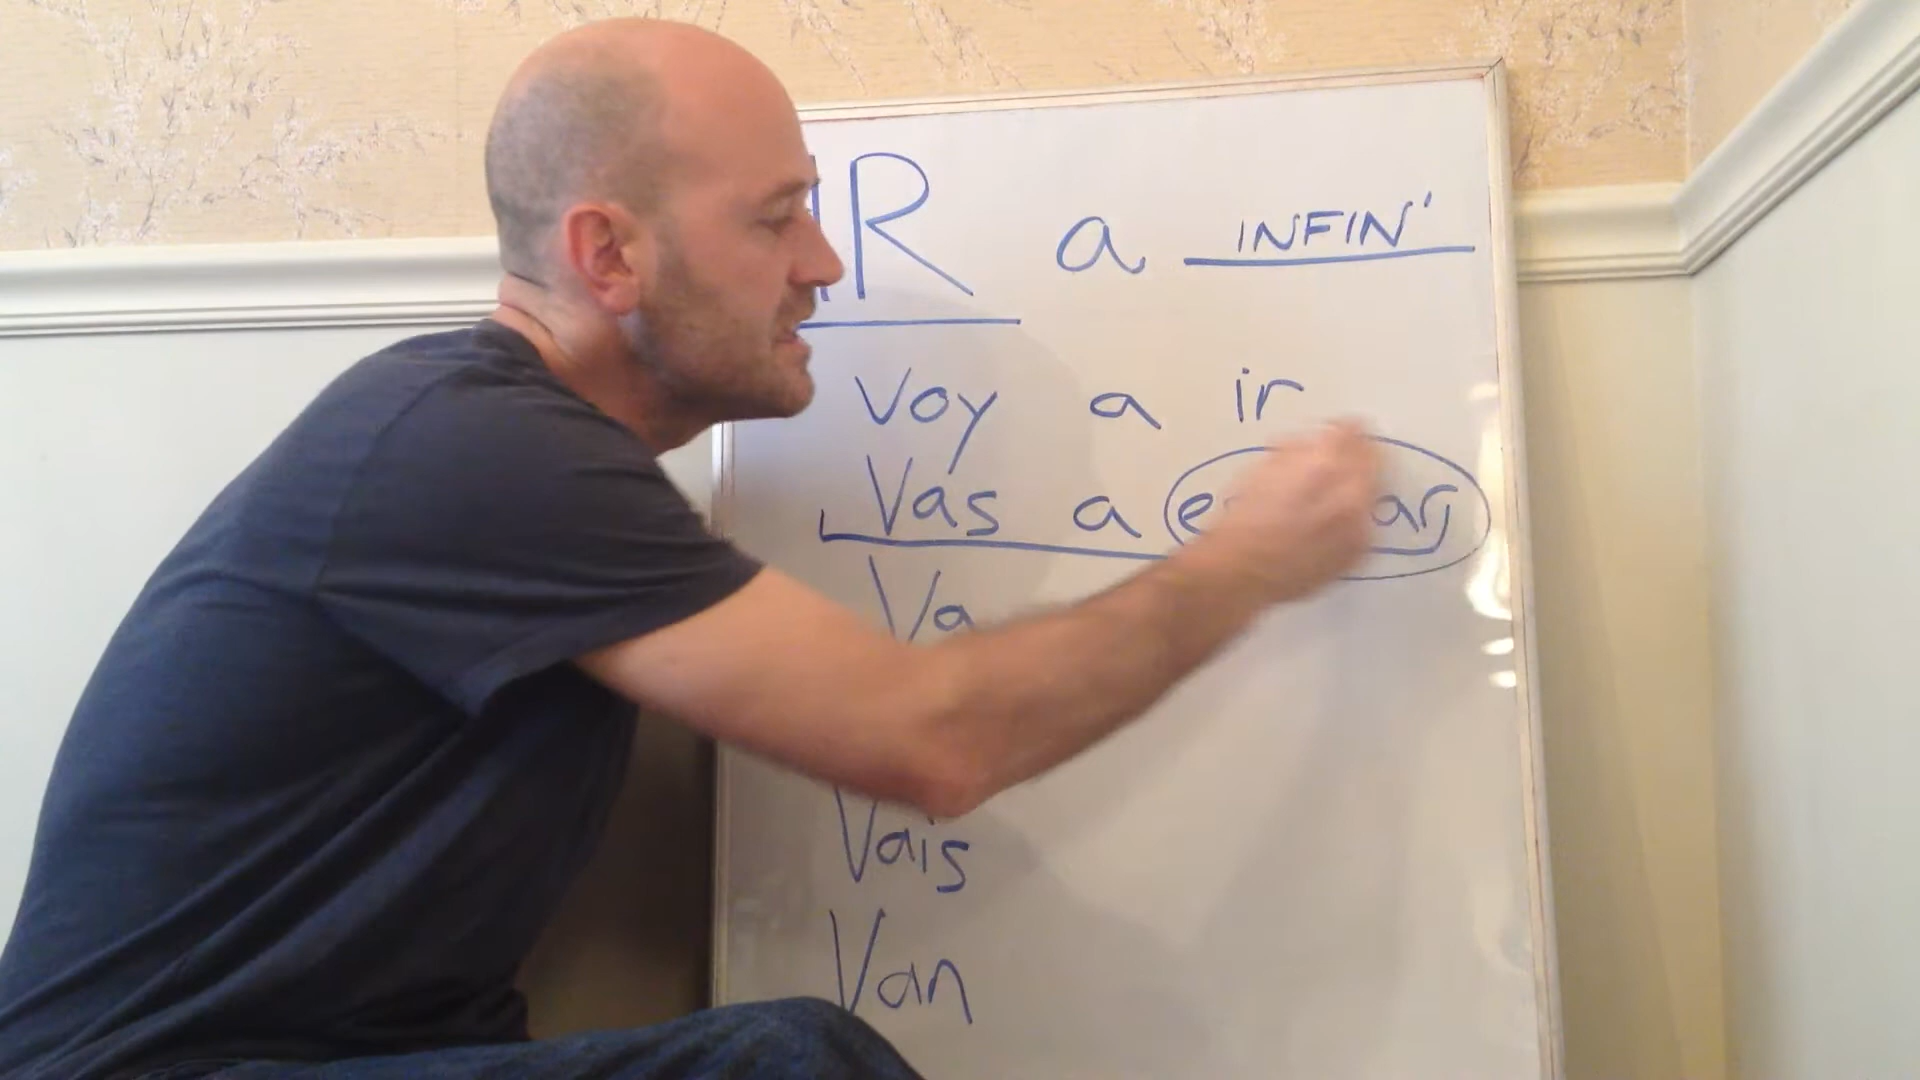 IR a INFIN'
Voy a ir
Vas a
Va
Vais
Van